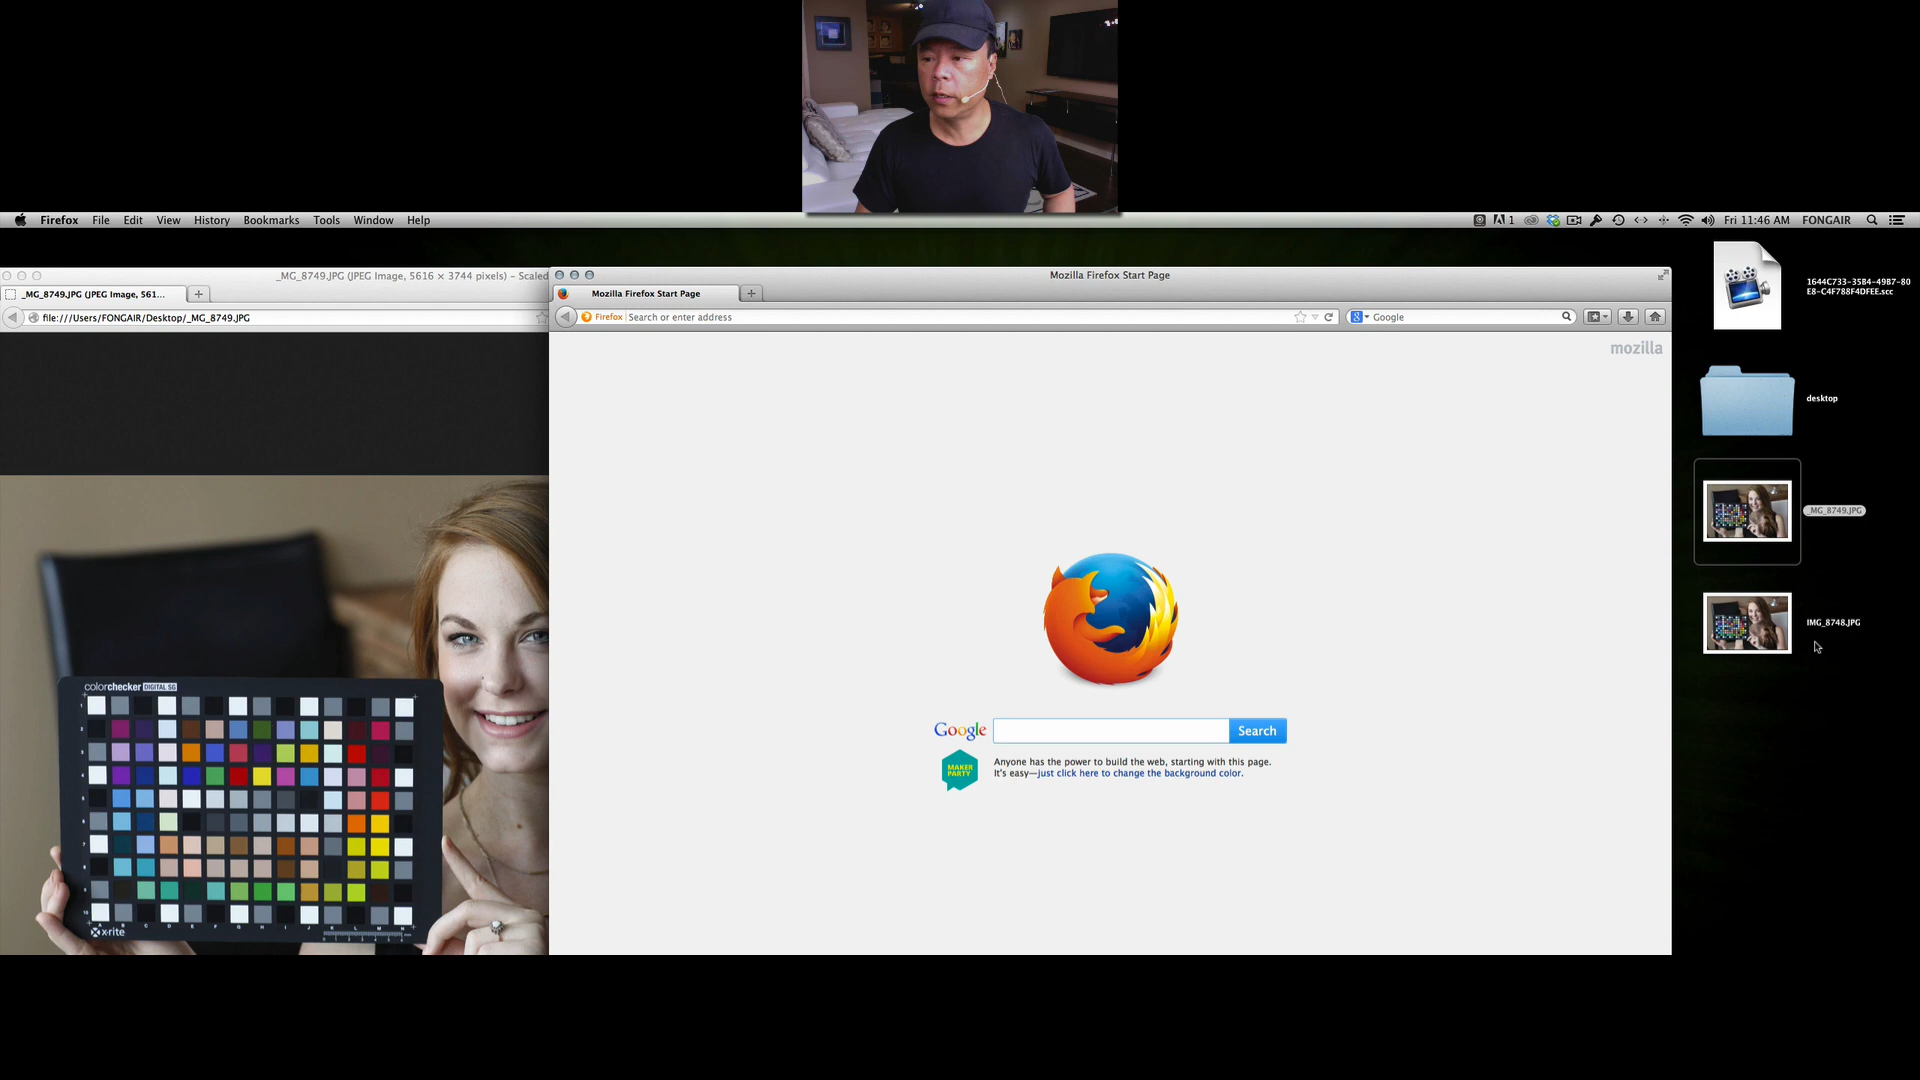 Firefox File Edit View History Bookmarks Tools Window Help
1 Fri 11:46 AM FONGAIR
_MG_8749.JPG (JPEG Image, 5616 × 3744 pixels) – Scaled
Mozilla Firefox Start Page
_MG_8749.JPG (JPEG Image, 561...
Mozilla Firefox Start Page
file:///Users/FONGAIR/Desktop/_MG_8749.JPG
Firefox Search or enter address
Google
mozilla
1644C733-35B4-49B7-80
E8-C4F788F4DFEE.scc
desktop
_MG_8749.JPG
IMG_8748.JPG
colorchecker DIGITAL SG
x-rite
Google
Search
MAKER
PARTY
Anyone has the power to build the web, starting with this page.
It's easy—just click here to change the background color.